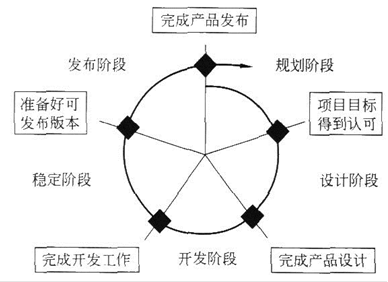 完成产品发布
发布阶段
规划阶段
准备好可
发布版本
项目目标
得到认可
稳定阶段
设计阶段
完成开发工作
开发阶段
完成产品设计